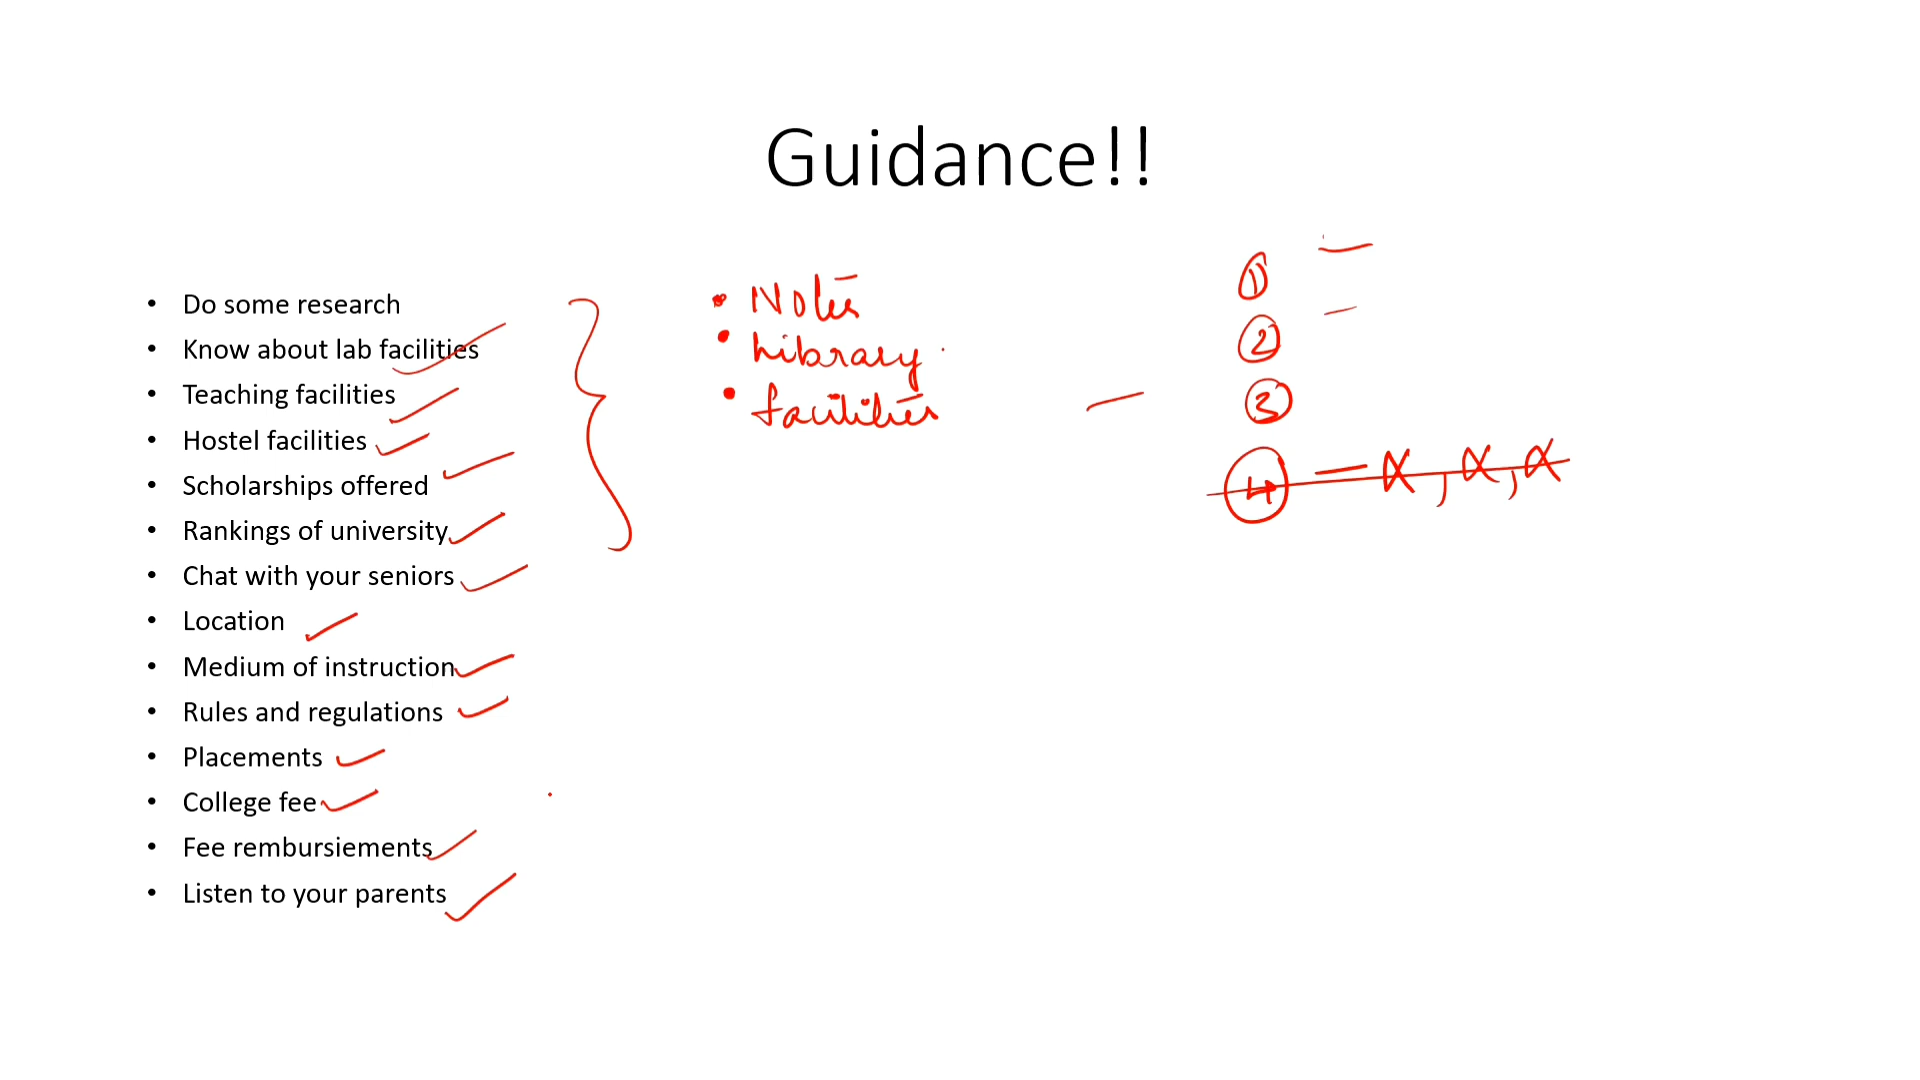 Guidance!!
• Do some research
• Know about lab facilities
• Teaching facilities
• Hostel facilities
• Scholarships offered
• Rankings of university
• Chat with your seniors
• Location
• Medium of instruction
• Rules and regulations
• Placements
• College fee
• Fee rembursiements
• Listen to your parents
• Notes
• Library
• facilities
①
②
③
④ — α, α, α